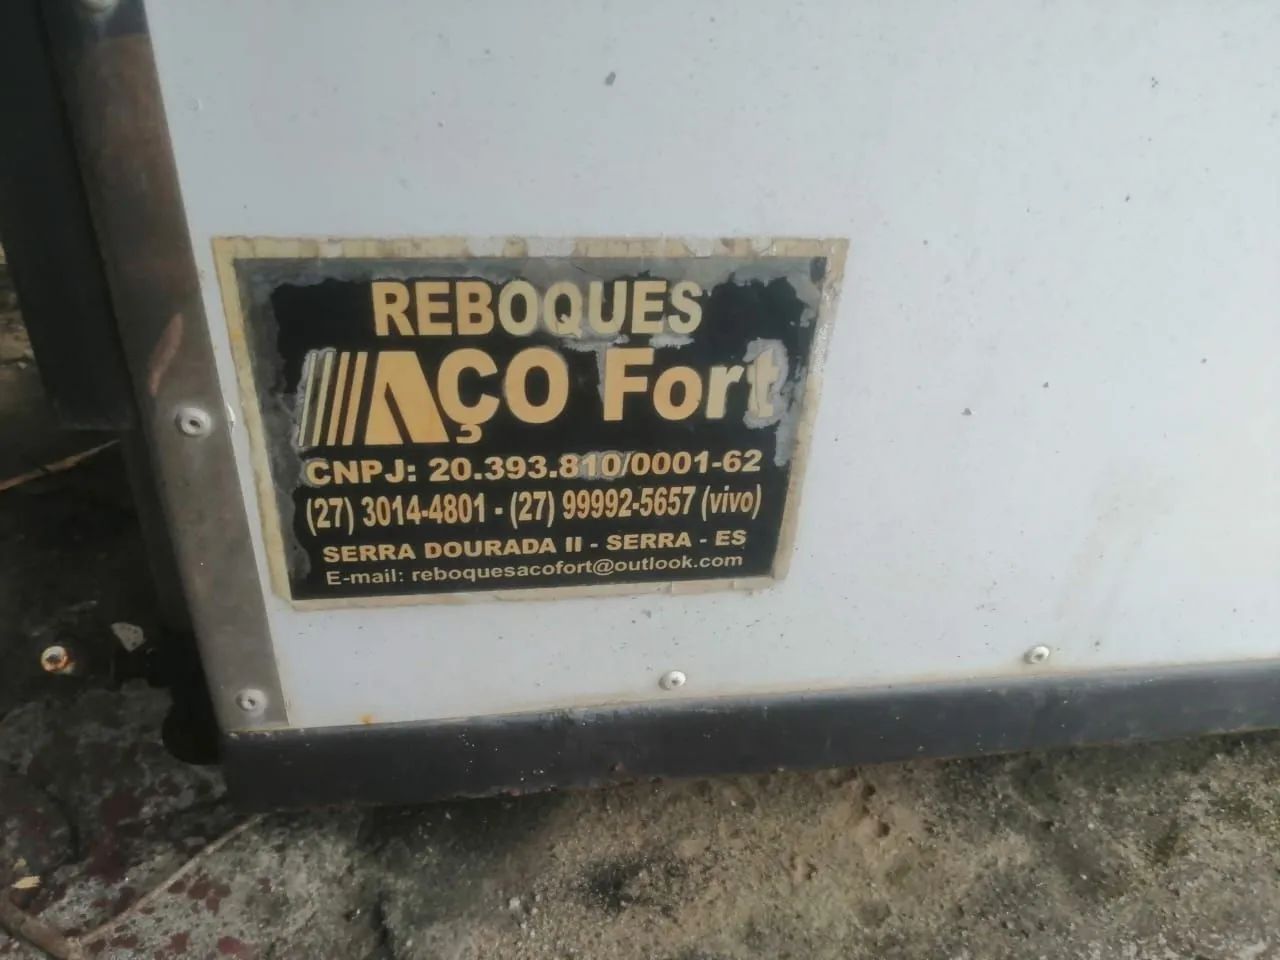 REBOQUES
AÇO Fort
CNPJ: 20.393.810/0001-62
(27) 3014-4801 - (27) 99992-5657 (vivo)
SERRA DOURADA II - SERRA - ES
E-mail: reboquesacofort@outlook.com